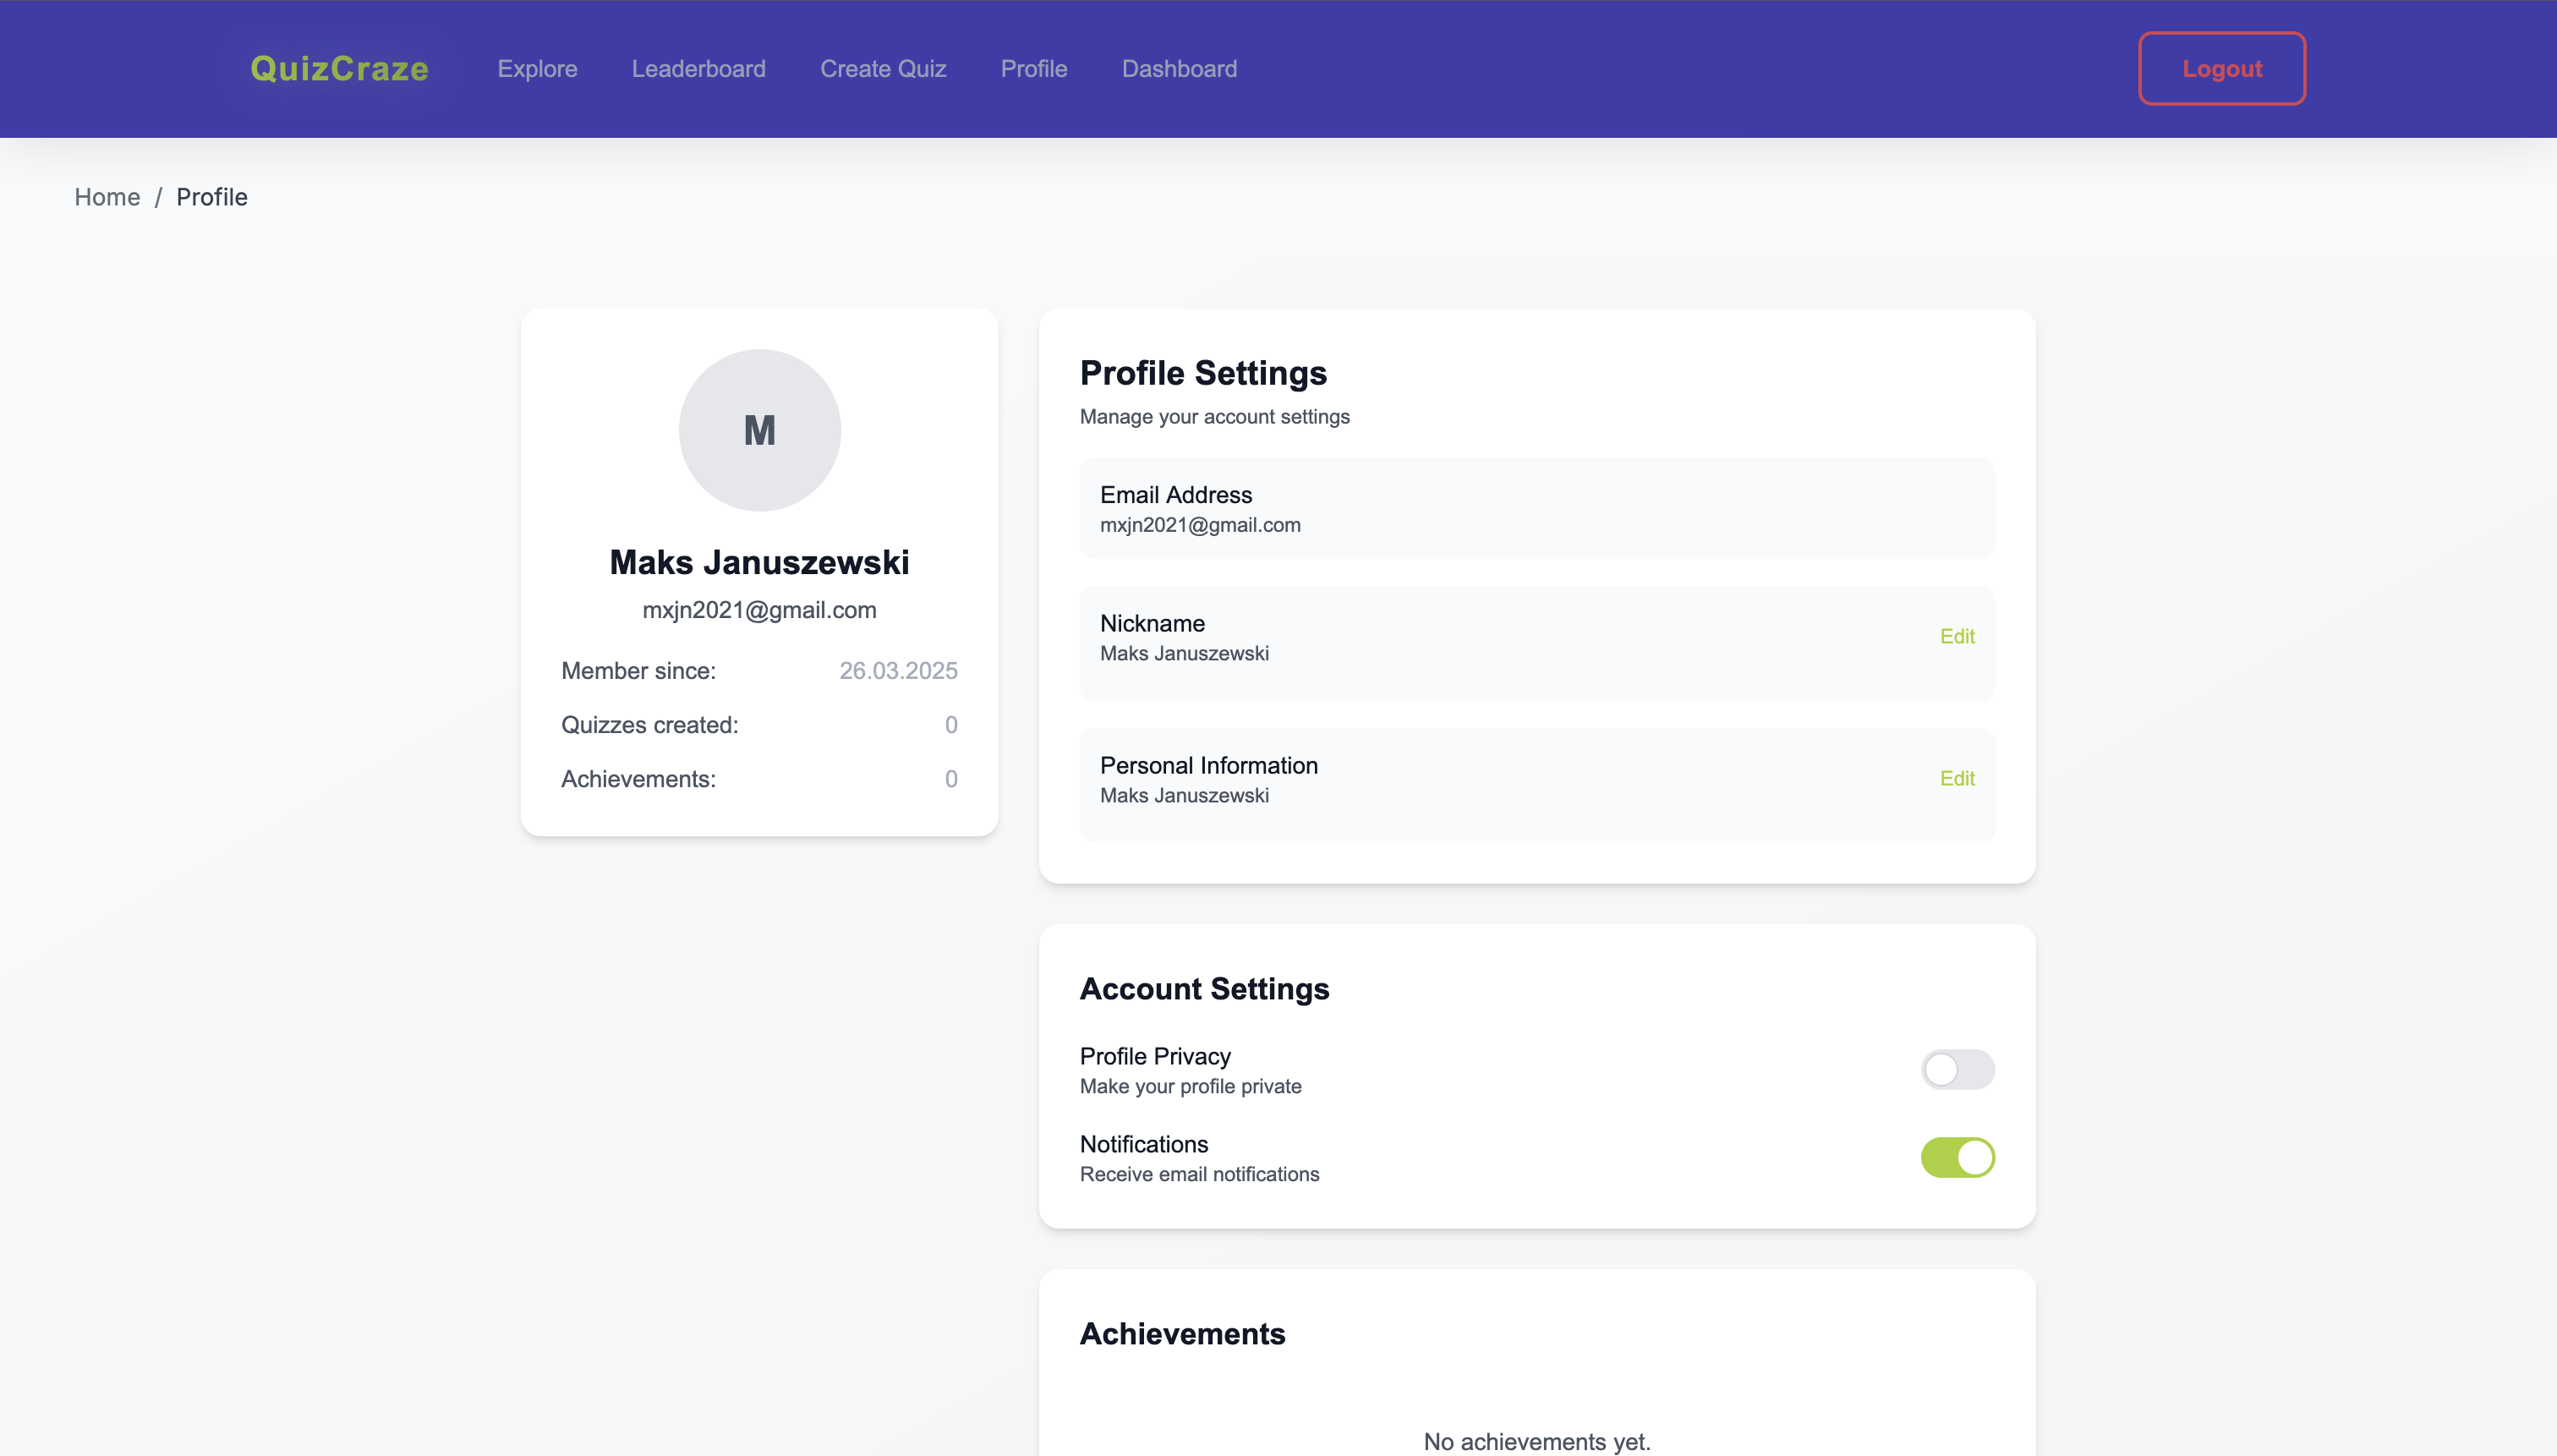 QuizCraze Explore Leaderboard Create Quiz Profile Dashboard Logout
Home / Profile
M
Maks Januszewski
mxjn2021@gmail.com
Member since: 26.03.2025
Quizzes created: 0
Achievements: 0
Profile Settings
Manage your account settings
Email Address
mxjn2021@gmail.com
Nickname
Maks Januszewski
Edit
Personal Information
Maks Januszewski
Edit
Account Settings
Profile Privacy
Make your profile private
Notifications
Receive email notifications
Achievements
No achievements yet.